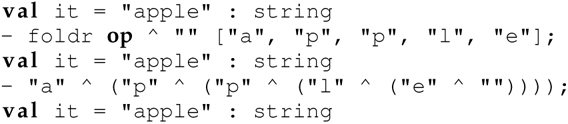 val it = "apple" : string
- foldr op ^ "" ["a", "p", "p", "l", "e"];
val it = "apple" : string
- "a" ^ ("p" ^ ("p" ^ ("l" ^ ("e" ^ ""))));
val it = "apple" : string